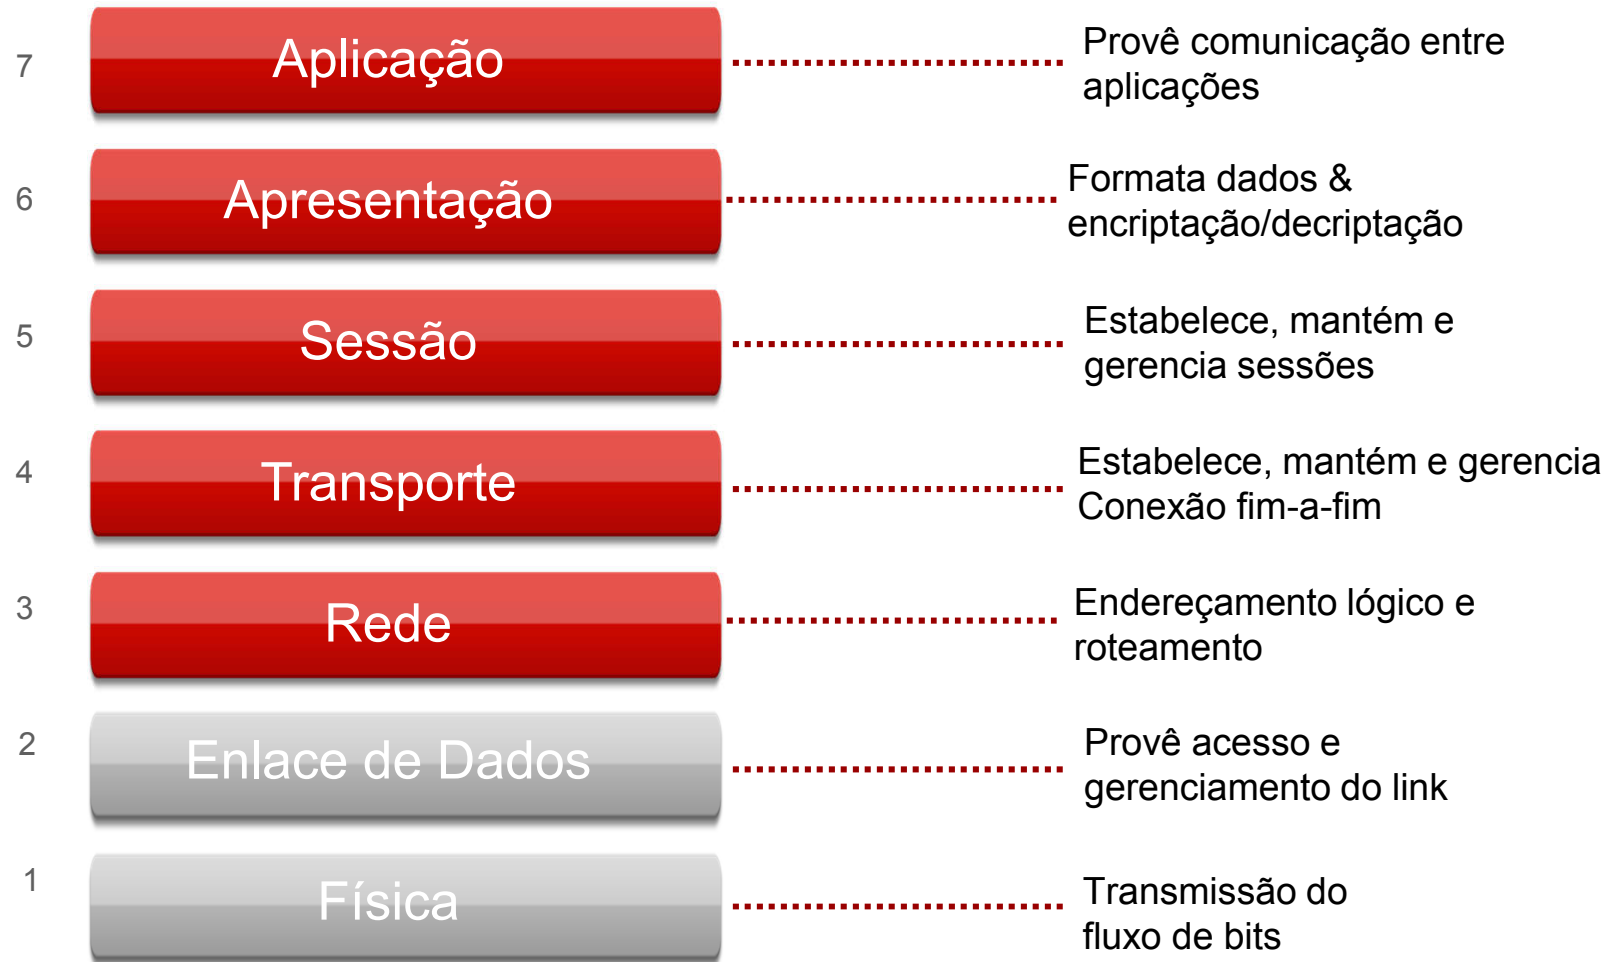 7
Aplicação
Provê comunicação entre
aplicações
6
Apresentação
Formata dados &
encriptação/decriptação
5
Sessão
Estabelece, mantém e
gerencia sessões
4
Transporte
Estabelece, mantém e gerencia
Conexão fim-a-fim
3
Rede
Endereçamento lógico e
roteamento
2
Enlace de Dados
Provê acesso e
gerenciamento do link
1
Física
Transmissão do
fluxo de bits